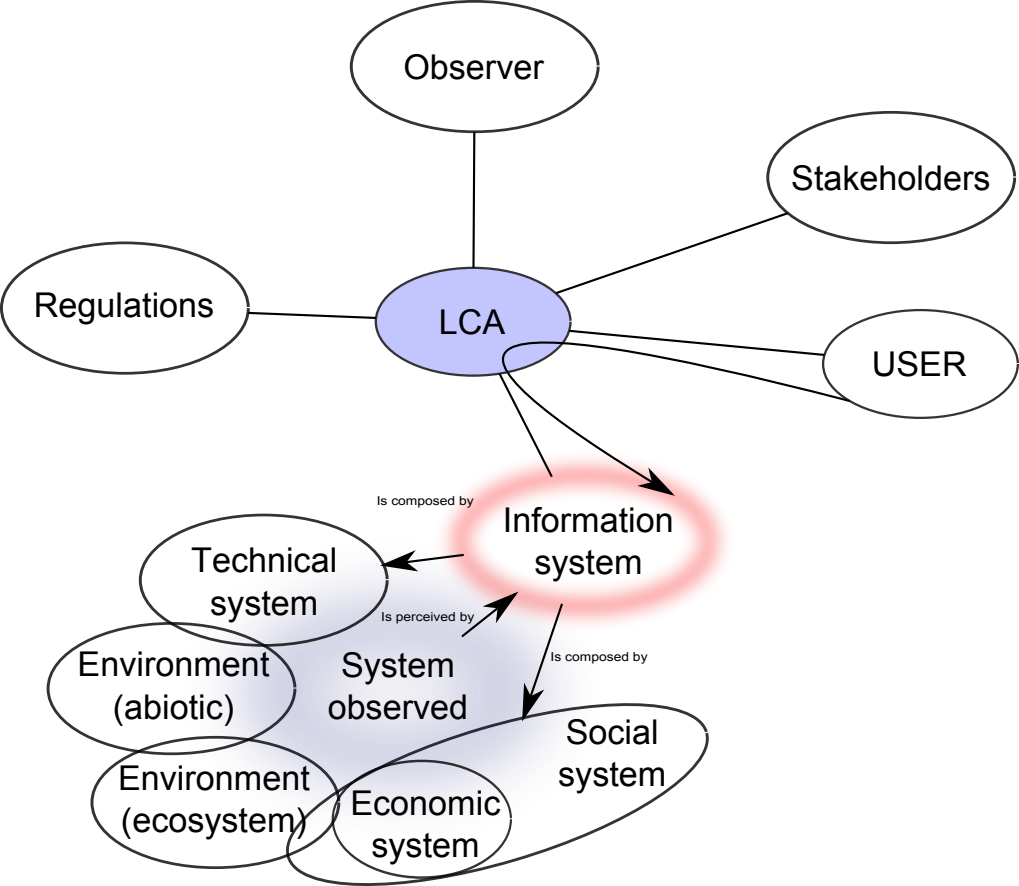 Observer
Stakeholders
Regulations
LCA
USER
Is composed by
Information
system
Technical
system
Is perceived by
Is composed by
Environment
(abiotic)
System
observed
Social
system
Environment
(ecosystem)
Economic
system